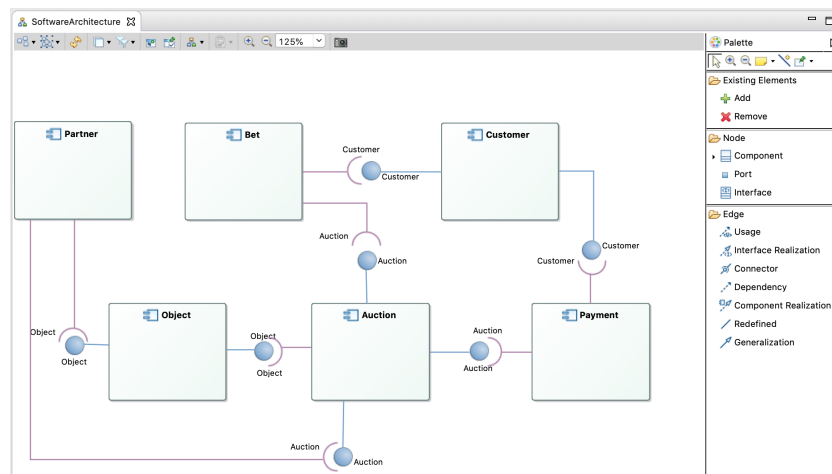 SoftwareArchitecture
125%
Palette
Existing Elements
Add
Remove
Node
Component
Port
Interface
Edge
Usage
Interface Realization
Connector
Dependency
Component Realization
Redefined
Generalization
Partner
Bet
Customer
Customer
Customer
Auction
Auction
Customer
Customer
Object
Object
Object
Object
Object
Auction
Auction
Auction
Payment
Auction
Auction